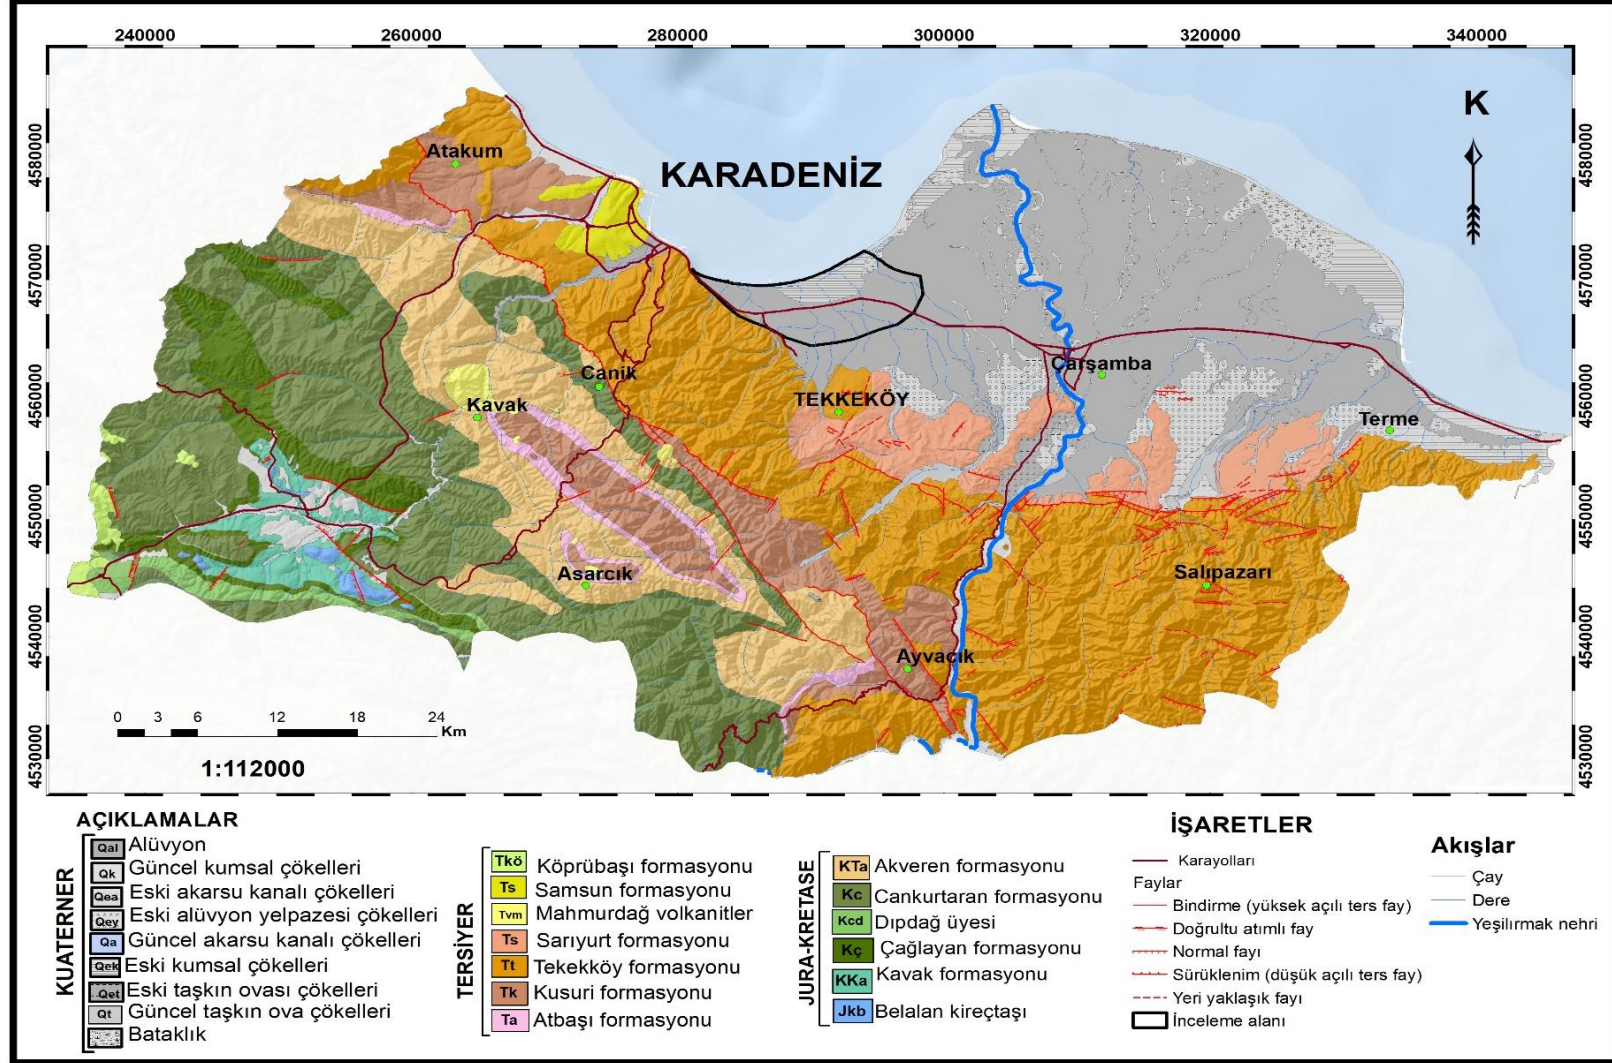 240000 260000 280000 300000 320000 340000
4580000
4570000
4560000
4550000
4540000
4530000
4580000
4570000
4560000
4550000
4540000
4530000
K
KARADENİZ
Atakum
Canik
Kavak
TEKKEKÖY
Çarşamba
Terme
Asarcık
Salıpazarı
Ayvacık
0 3 6 12 18 24
Km
1:112000
AÇIKLAMALAR
KUATERNER
Qal Alüvyon
Qk Güncel kumsal çökelleri
Qea Eski akarsu kanalı çökelleri
Qey Eski alüvyon yelpazesi çökelleri
Qa Güncel akarsu kanalı çökelleri
Qek Eski kumsal çökelleri
Qet Eski taşkın ovası çökelleri
Qt Güncel taşkın ova çökelleri
Bataklık
TERSİYER
Tkö Köprübaşı formasyonu
Ts Samsun formasyonu
Tvm Mahmurdağ volkanitler
Ts Sarıyurt formasyonu
Tt Tekekköy formasyonu
Tk Kusuri formasyonu
Ta Atbaşı formasyonu
JURA-KRETASE
KTa Akveren formasyonu
Kc Cankurtaran formasyonu
Kcd Dıpdağ üyesi
Kç Çağlayan formasyonu
KKa Kavak formasyonu
Jkb Belalan kireçtaşı
İŞARETLER
Karayolları
Faylar
Bindirme (yüksek açılı ters fay)
Doğrultu atımlı fay
Normal fayı
Sürüklenim (düşük açılı ters fay)
Yeri yaklaşık fayı
İnceleme alanı
Akışlar
Çay
Dere
Yeşilırmak nehri